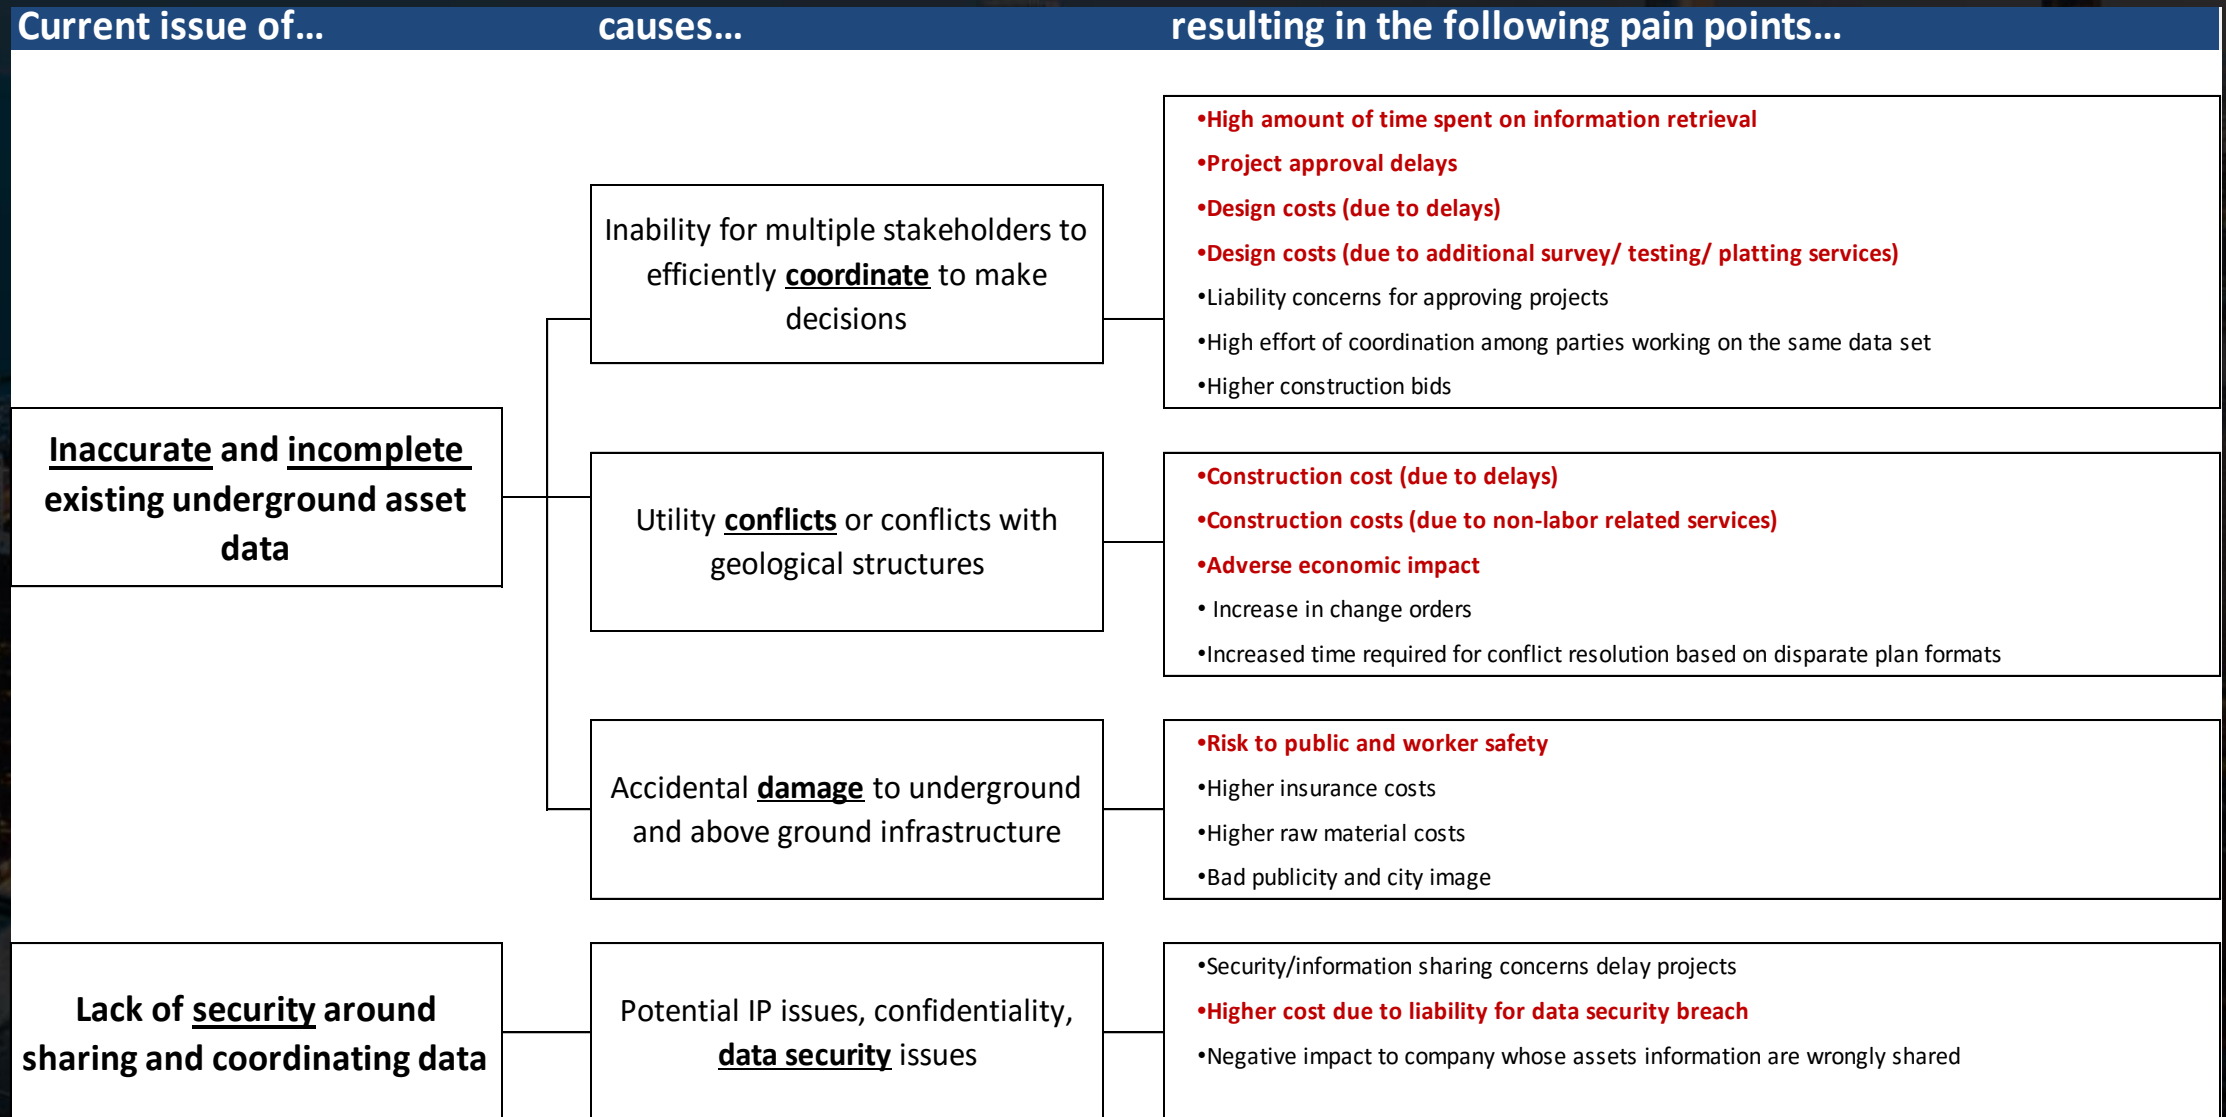 Current issue of…
causes…
resulting in the following pain points…
Inaccurate and incomplete
existing underground asset
data
Inability for multiple stakeholders to
efficiently coordinate to make
decisions
•High amount of time spent on information retrieval
•Project approval delays
•Design costs (due to delays)
•Design costs (due to additional survey/ testing/ platting services)
•Liability concerns for approving projects
•High effort of coordination among parties working on the same data set
•Higher construction bids
Utility conflicts or conflicts with
geological structures
•Construction cost (due to delays)
•Construction costs (due to non-labor related services)
•Adverse economic impact
• Increase in change orders
•Increased time required for conflict resolution based on disparate plan formats
Accidental damage to underground
and above ground infrastructure
•Risk to public and worker safety
•Higher insurance costs
•Higher raw material costs
•Bad publicity and city image
Lack of security around
sharing and coordinating data
Potential IP issues, confidentiality,
data security issues
•Security/information sharing concerns delay projects
•Higher cost due to liability for data security breach
•Negative impact to company whose assets information are wrongly shared